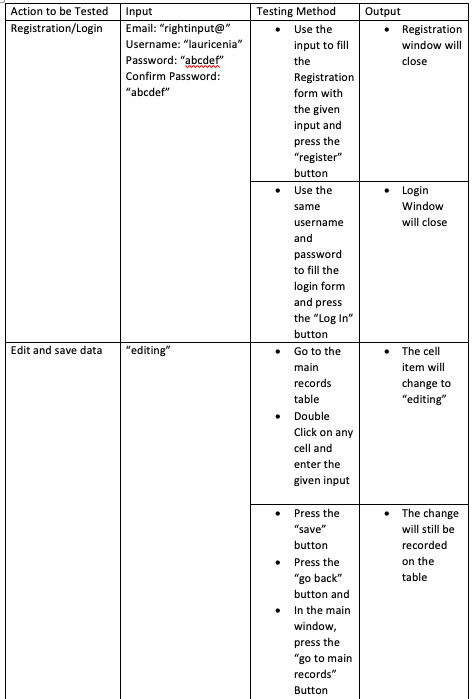 Action to be Tested
Input
Testing Method
Output
Registration/Login
Email: “rightinput@”
Username: “lauricenia”
Password: “abcdef”
Confirm Password:
“abcdef”
• Use the
input to fill
the
Registration
form with
the given
input and
press the
“register”
button
• Registration
window will
close
• Use the
same
username
and
password
to fill the
login form
and press
the “Log In”
button
• Login
Window
will close
Edit and save data
“editing”
• Go to the
main
records
table
• Double
Click on any
cell and
enter the
given input
• The cell
item will
change to
“editing”
• Press the
“save”
button
• Press the
“go back”
button and
• In the main
window,
press the
“go to main
records”
Button
• The change
will still be
recorded
on the
table